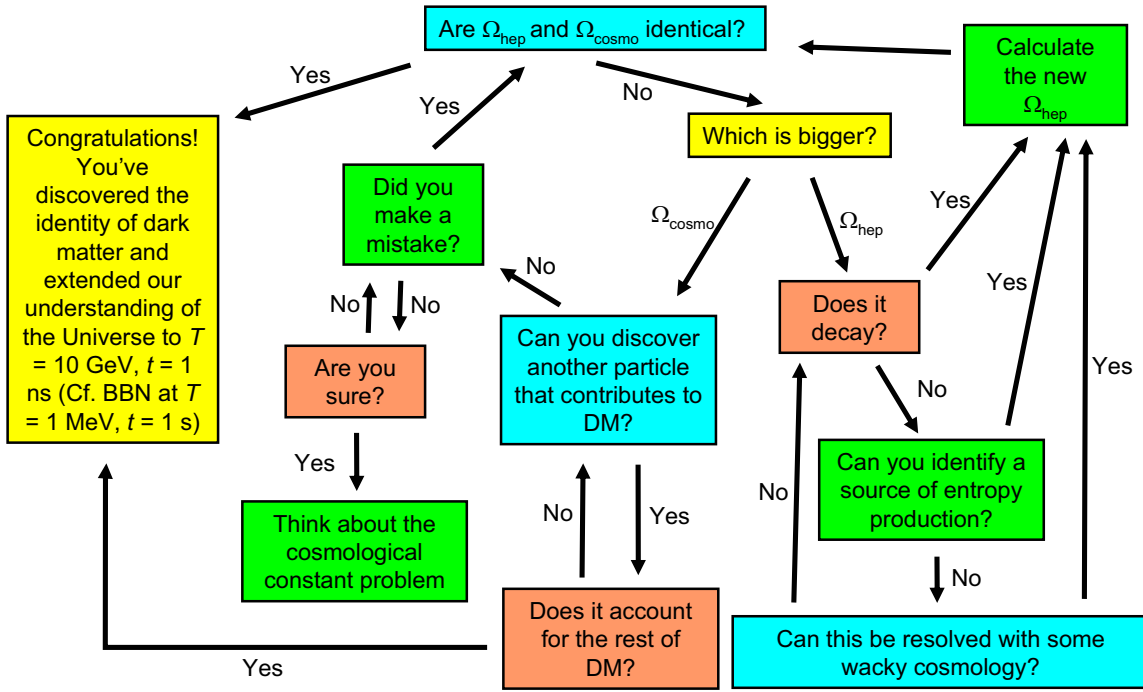 Are Ωhep and Ωcosmo identical?
Calculate
the new
Ωhep
Yes
Yes
No
Congratulations!
You've
discovered the
identity of dark
matter and
extended our
understanding of
the Universe to T
= 10 GeV, t = 1
ns (Cf. BBN at T
= 1 MeV, t = 1 s)
Which is bigger?
Did you
make a
mistake?
Ωcosmo
Ωhep
Yes
No
Yes
No
No
Does it
decay?
Can you discover
another particle
that contributes to
DM?
Are you
sure?
Yes
No
Yes
Can you identify a
source of entropy
production?
No
Think about the
cosmological
constant problem
No
Yes
No
Does it account
for the rest of
DM?
Can this be resolved with some
wacky cosmology?
Yes